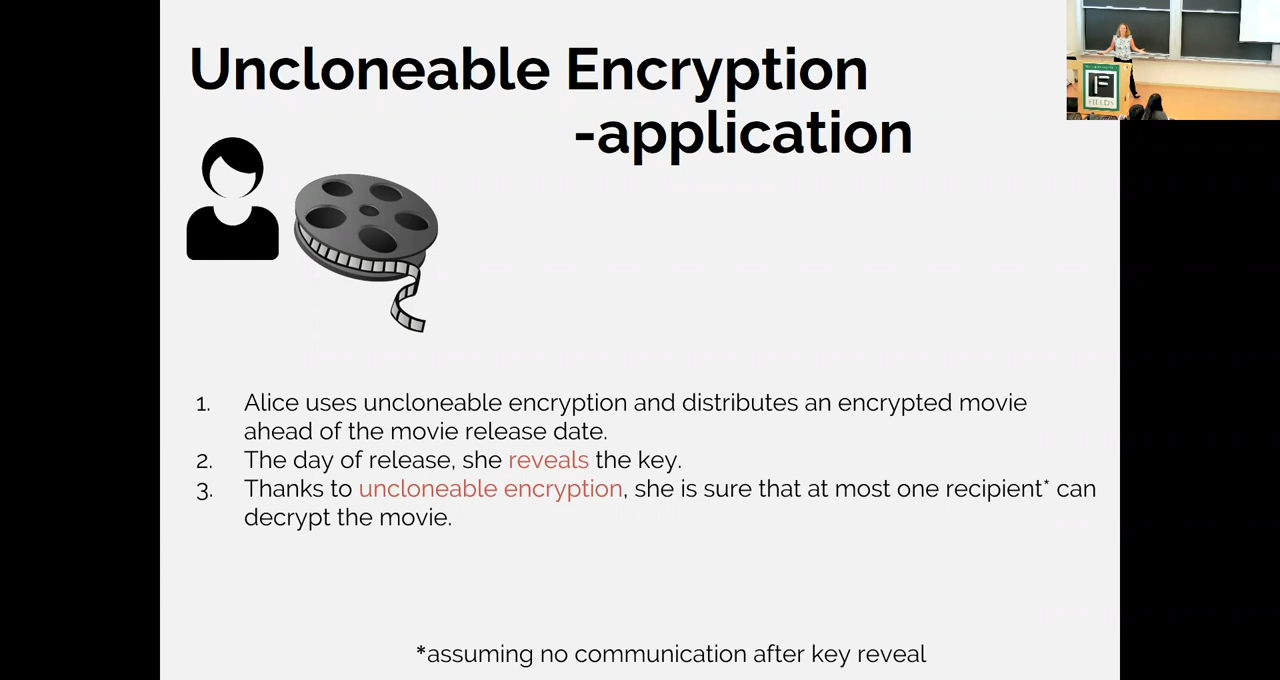 Uncloneable Encryption
-application
FIELDS
1. Alice uses uncloneable encryption and distributes an encrypted movie
ahead of the movie release date.
2. The day of release, she reveals the key.
3. Thanks to uncloneable encryption, she is sure that at most one recipient* can
decrypt the movie.
*assuming no communication after key reveal